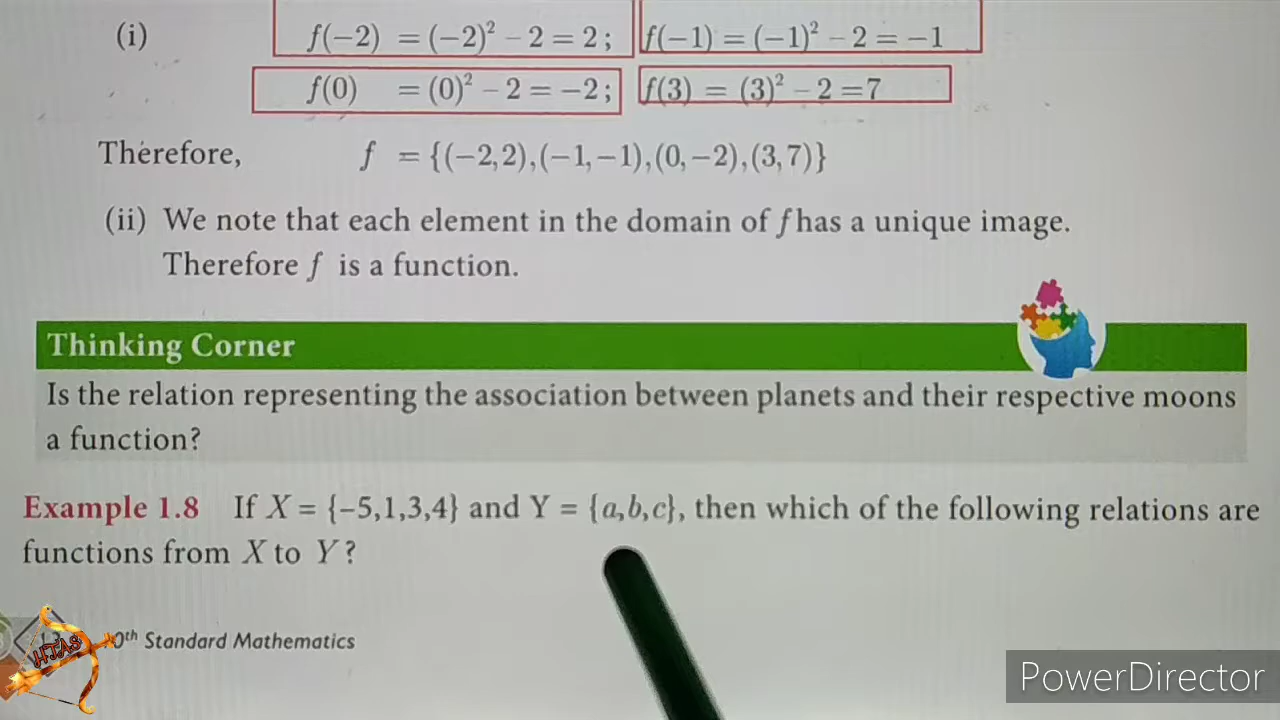 (i) f(−2) = (−2)² − 2 = 2 ; f(−1) = (−1)² − 2 = −1
f(0) = (0)² − 2 = −2 ; f(3) = (3)² − 2 =7
Therefore, f = {(−2,2),(−1,−1),(0,−2),(3,7)}
(ii) We note that each element in the domain of f has a unique image.
Therefore f is a function.
Thinking Corner
Is the relation representing the association between planets and their respective moons
a function?
Example 1.8 If X = {−5,1,3,4} and Y = {a,b,c}, then which of the following relations are
functions from X to Y ?
0th Standard Mathematics
HTAS
PowerDirector